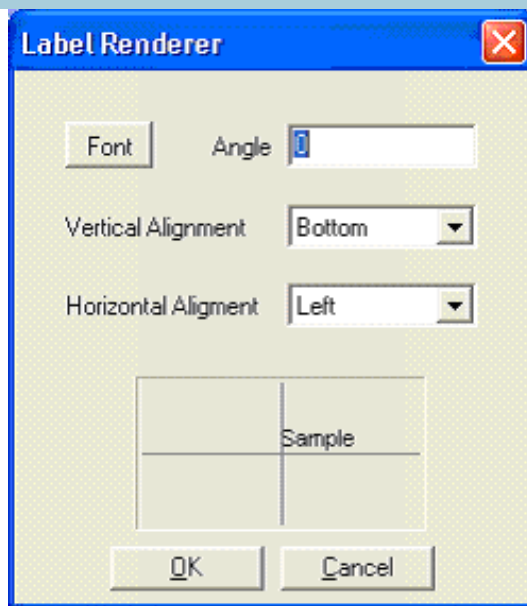 Label Renderer
Font Angle 0
Vertical Alignment Bottom
Horizontal Aligment Left
Sample
OK Cancel